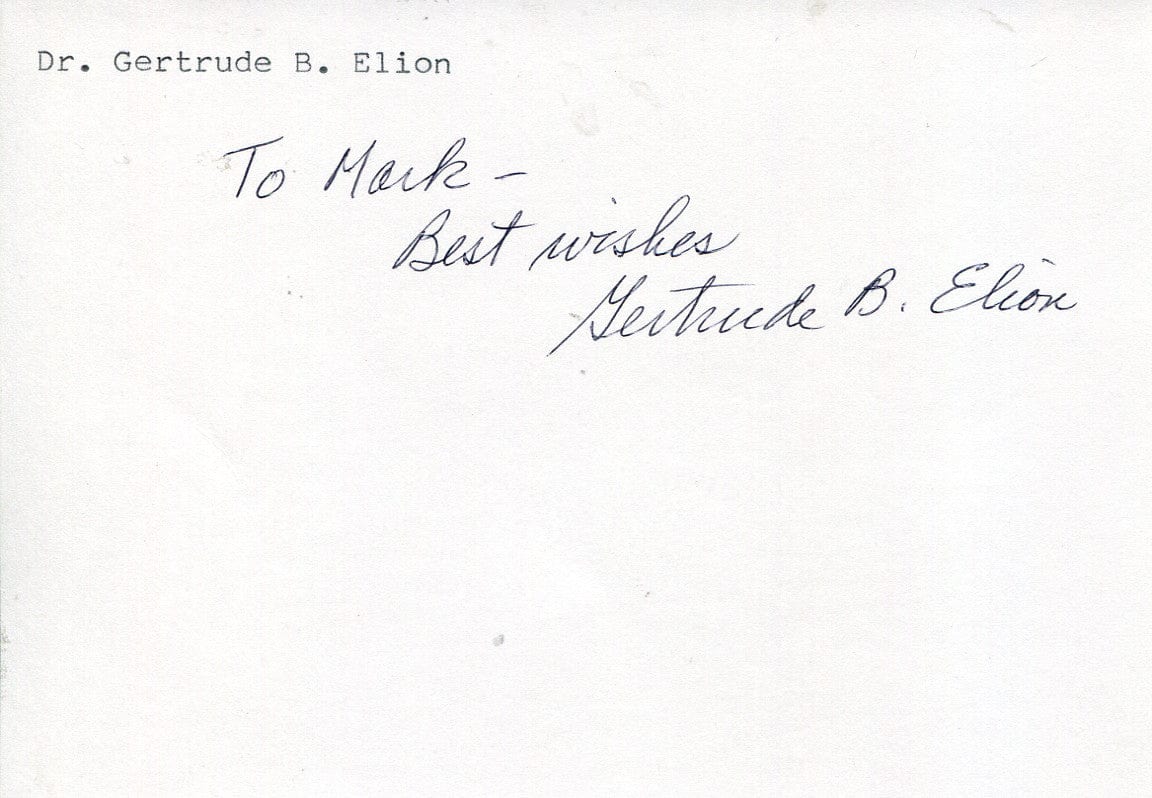 Dr. Gertrude B. Elion
To Mark -
Best wishes
Gertrude B. Elion